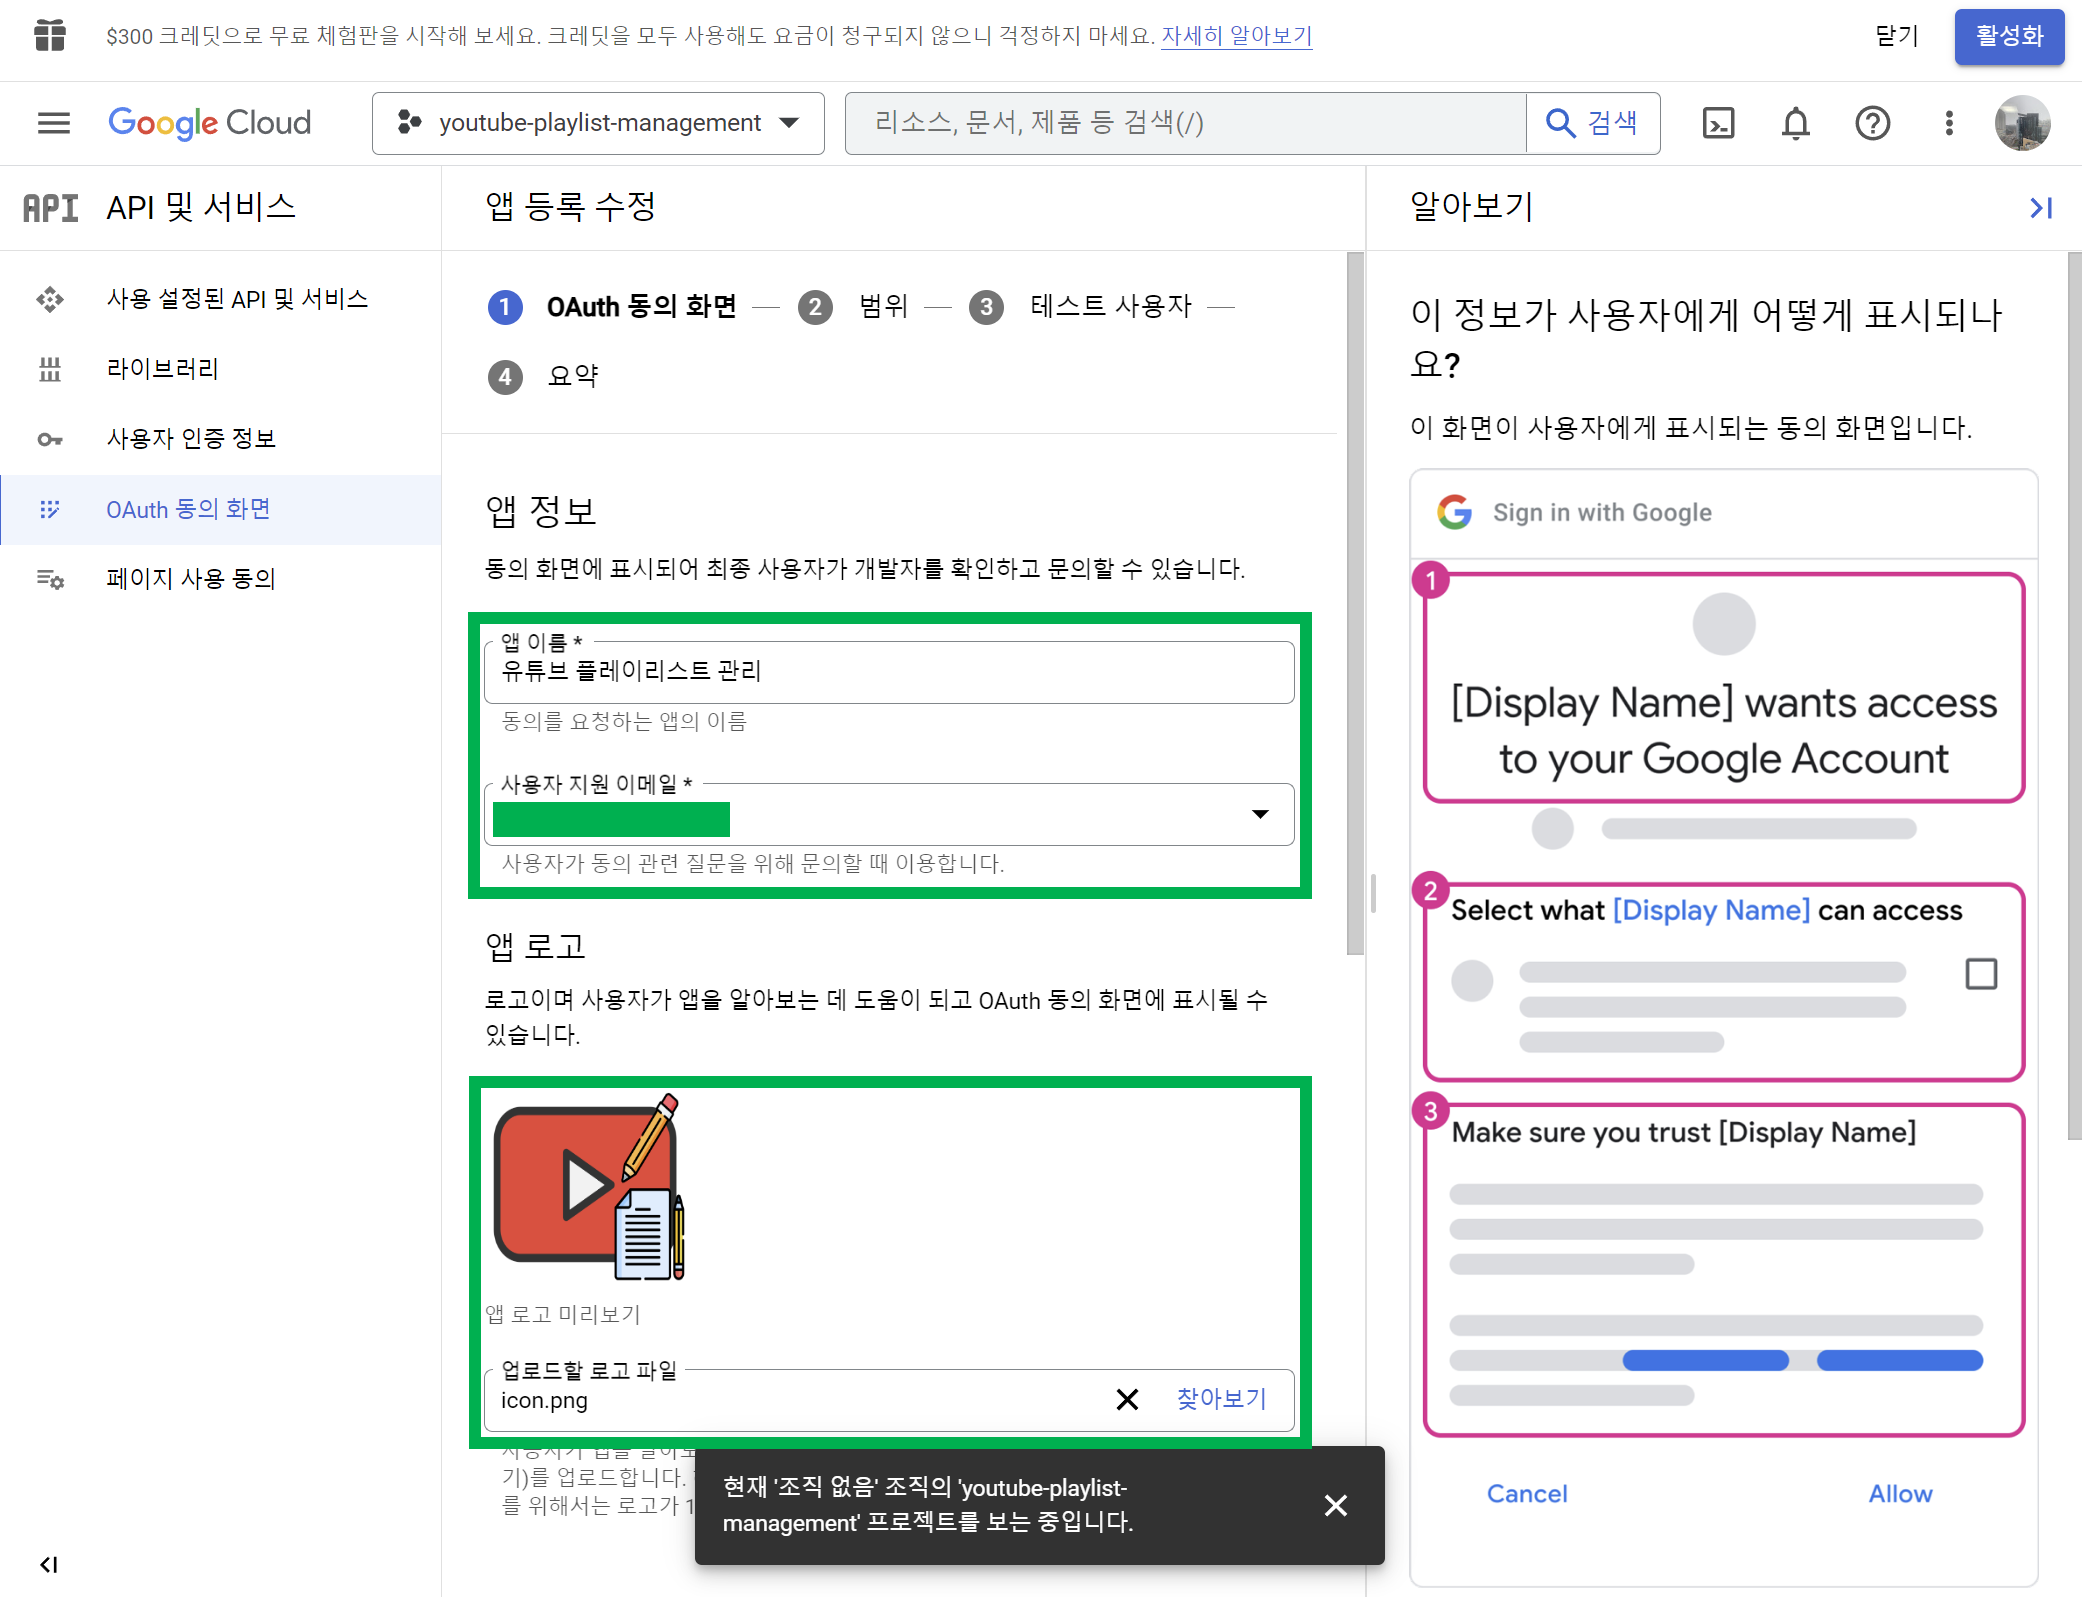 $300 크레딧으로 무료 체험판을 시작해 보세요. 크레딧을 모두 사용해도 요금이 청구되지 않으니 걱정하지 마세요. 자세히 알아보기
닫기
활성화
Google Cloud
youtube-playlist-management
리소스, 문서, 제품 등 검색(/)
검색
API
API 및 서비스
사용 설정된 API 및 서비스
라이브러리
사용자 인증 정보
OAuth 동의 화면
페이지 사용 동의
앱 등록 수정
1 OAuth 동의 화면
2 범위
3 테스트 사용자
4 요약
앱 정보
동의 화면에 표시되어 최종 사용자가 개발자를 확인하고 문의할 수 있습니다.
앱 이름 *
유튜브 플레이리스트 관리
동의를 요청하는 앱의 이름
사용자 지원 이메일 *
사용자가 동의 관련 질문을 위해 문의할 때 이용합니다.
앱 로고
로고이며 사용자가 앱을 알아보는 데 도움이 되고 OAuth 동의 화면에 표시될 수
있습니다.
앱 로고 미리보기
업로드할 로고 파일
icon.png
찾아보기
기)를 업로드합니다.
를 위해서는 로고가 1
현재 '조직 없음' 조직의 'youtube-playlist-
management' 프로젝트를 보는 중입니다.
알아보기
이 정보가 사용자에게 어떻게 표시되나
요?
이 화면이 사용자에게 표시되는 동의 화면입니다.
Sign in with Google
1
[Display Name] wants access
to your Google Account
2
Select what [Display Name] can access
3
Make sure you trust [Display Name]
Cancel
Allow